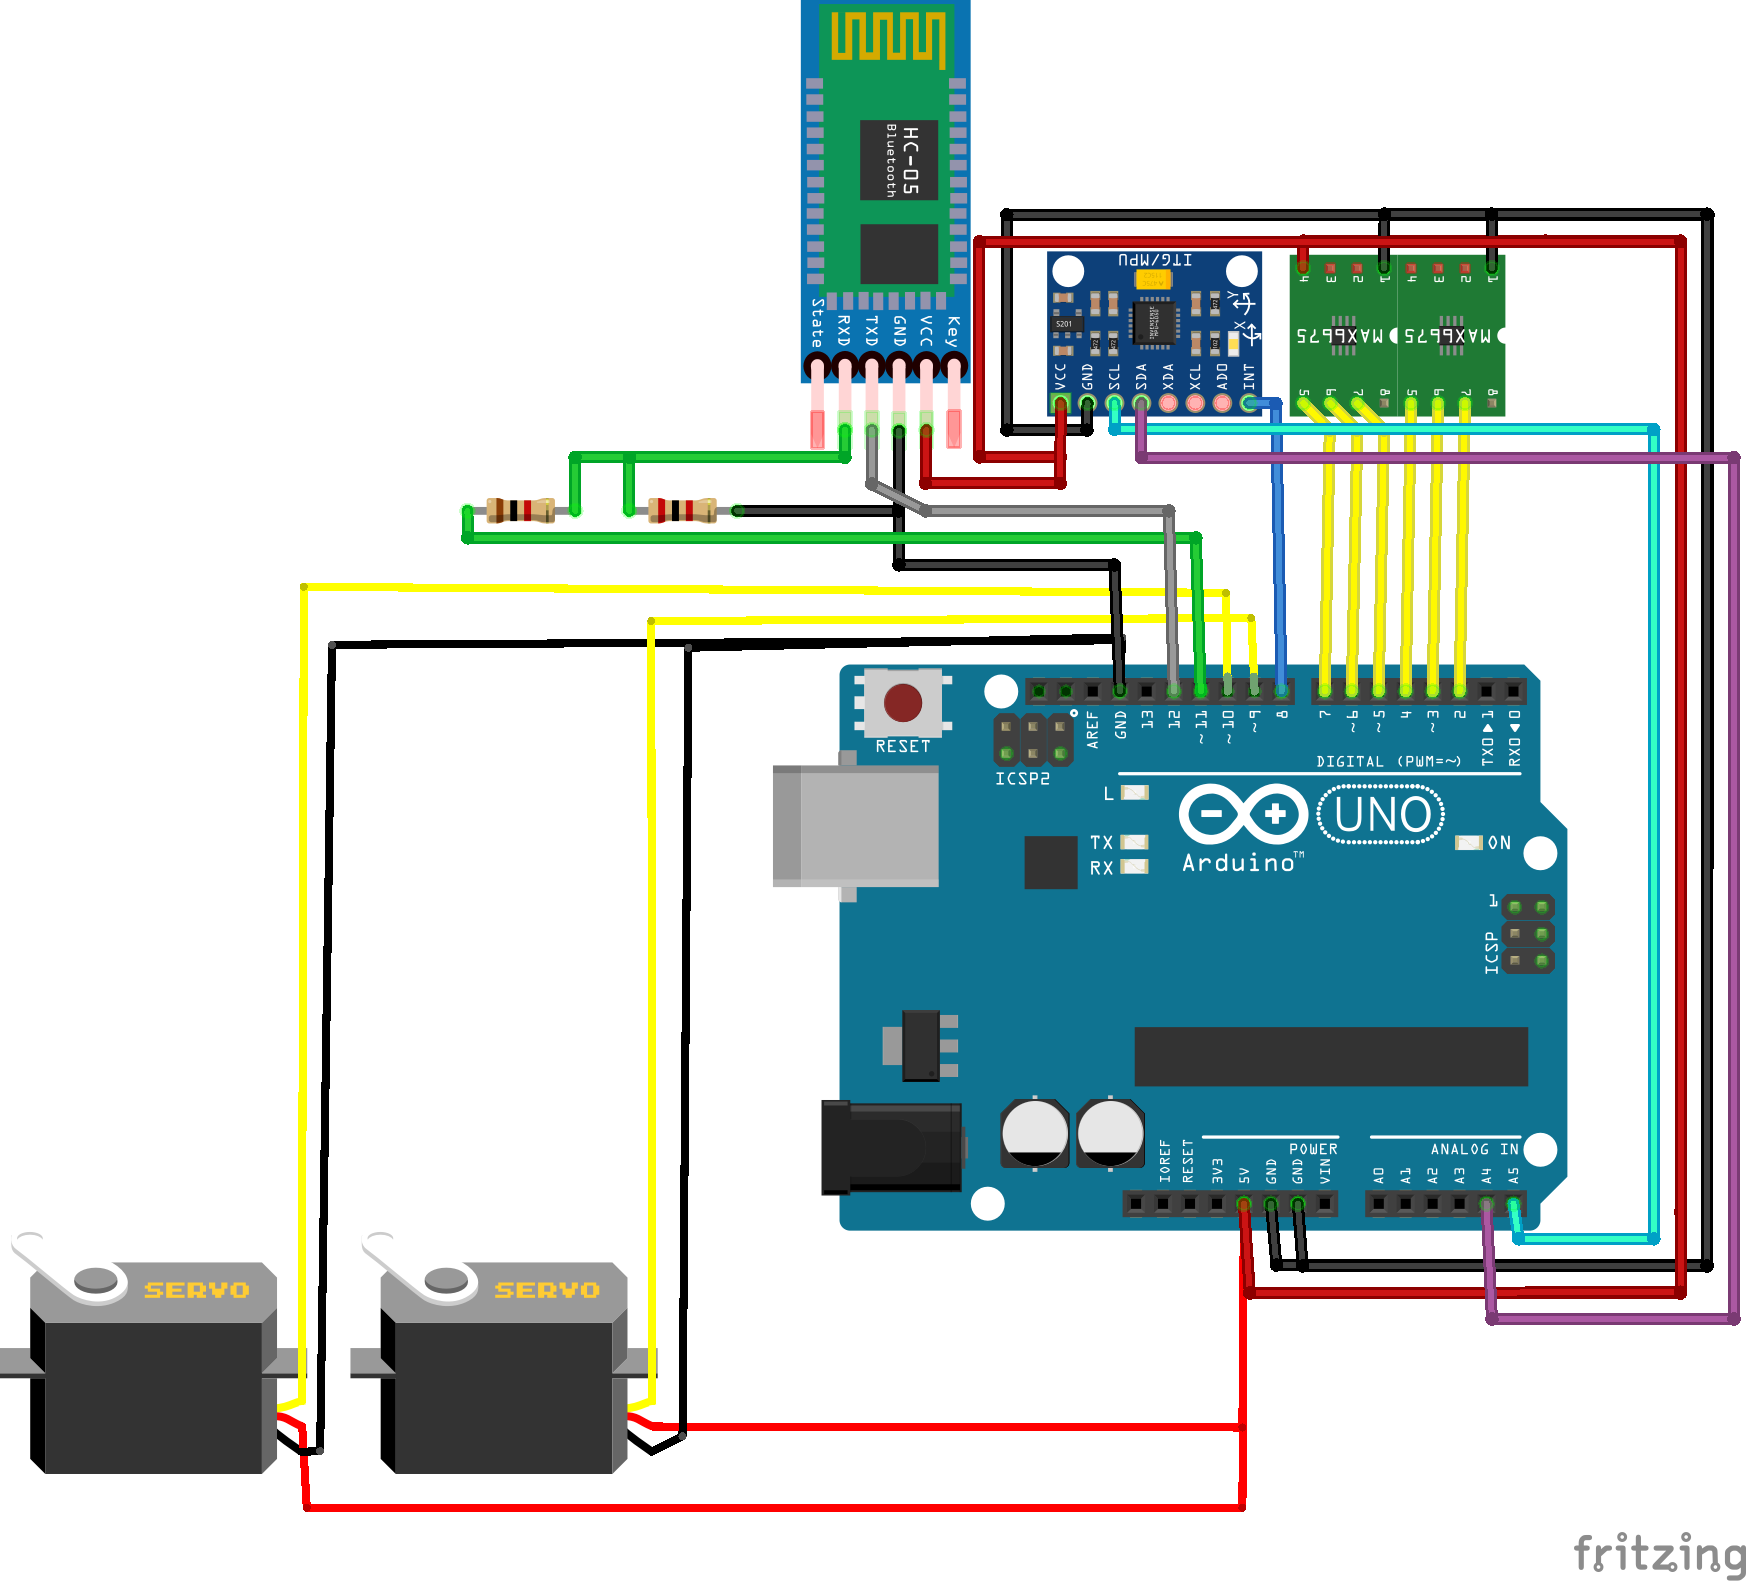 HC-05
Bluetooth
State
RXD
TXD
GND
VCC
Key
ITG/MPU
S201
Y
X
VCC
GND
SCL
SDA
XDA
XCL
AD0
INT
4 3 2 1 4 3 2 1
MAX6675 MAX6675
5 6 7 8 5 6 7 8
RESET
ICSP2
AREF
GND
13
12
~11
~10
~9
8
7
~6
~5
4
~3
2
TX0 ▶ 1
RX0 ◀ 0
DIGITAL (PWM=~)
L
TX
RX
UNO
Arduino™
ON
1
ICSP
IOREF
RESET
3V3
5V
GND
GND
VIN
POWER
ANALOG IN
A0
A1
A2
A3
A4
A5
SERVO
SERVO
fritzing